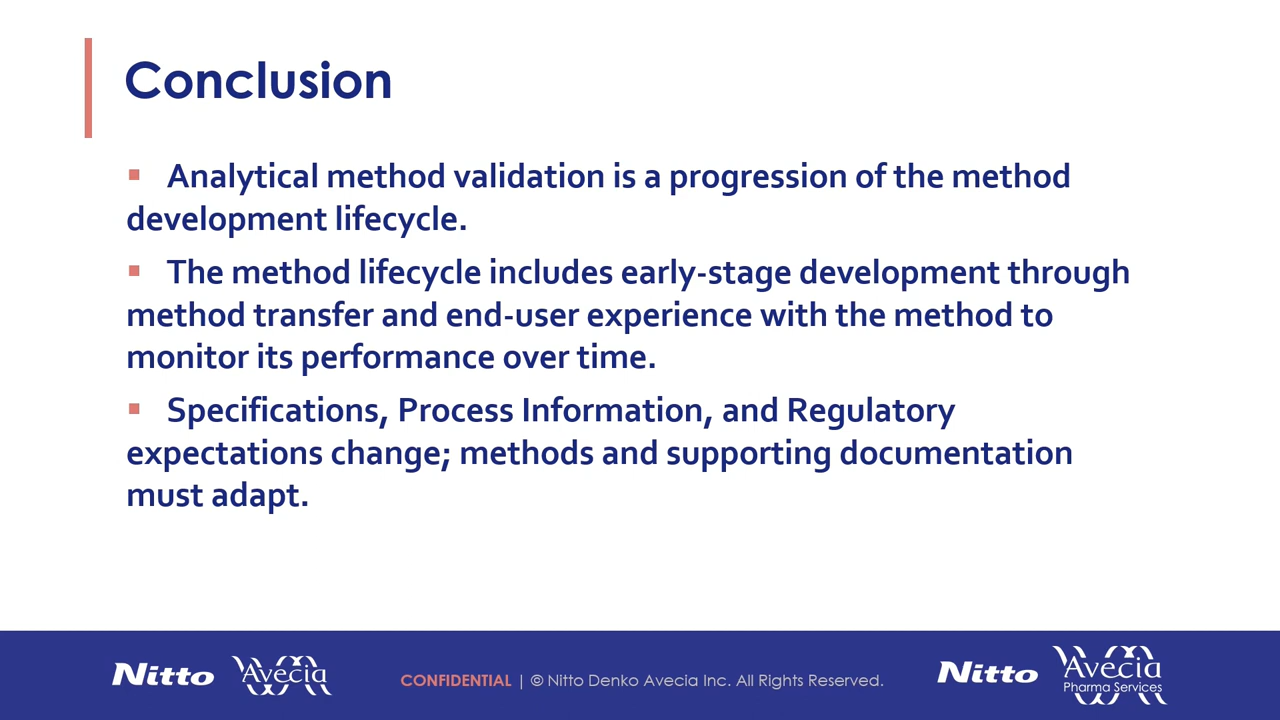 Conclusion
▪ Analytical method validation is a progression of the method
development lifecycle.
▪ The method lifecycle includes early-stage development through
method transfer and end-user experience with the method to
monitor its performance over time.
▪ Specifications, Process Information, and Regulatory
expectations change; methods and supporting documentation
must adapt.
Nitto Avecia
CONFIDENTIAL | © Nitto Denko Avecia Inc. All Rights Reserved.
Nitto Avecia
Pharma Services